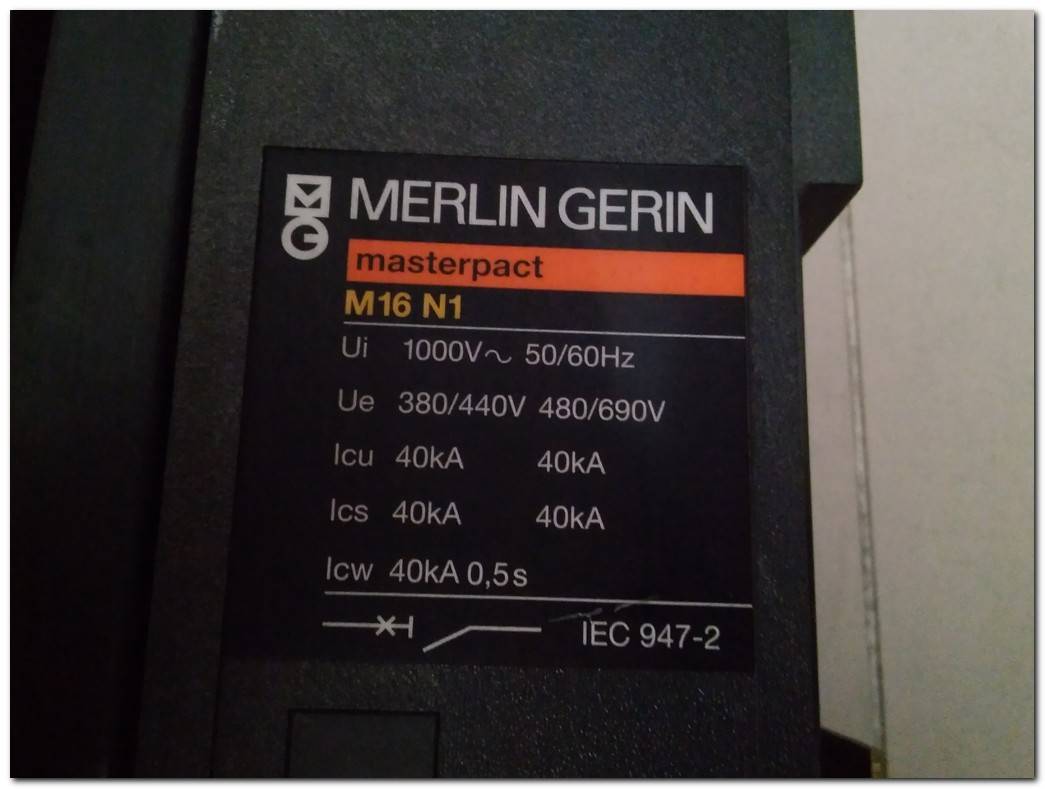 MERLIN GERIN
masterpact
M16 N1
Ui 1000V~ 50/60Hz
Ue 380/440V 480/690V
Icu 40kA 40kA
Ics 40kA 40kA
Icw 40kA 0,5s
IEC 947-2